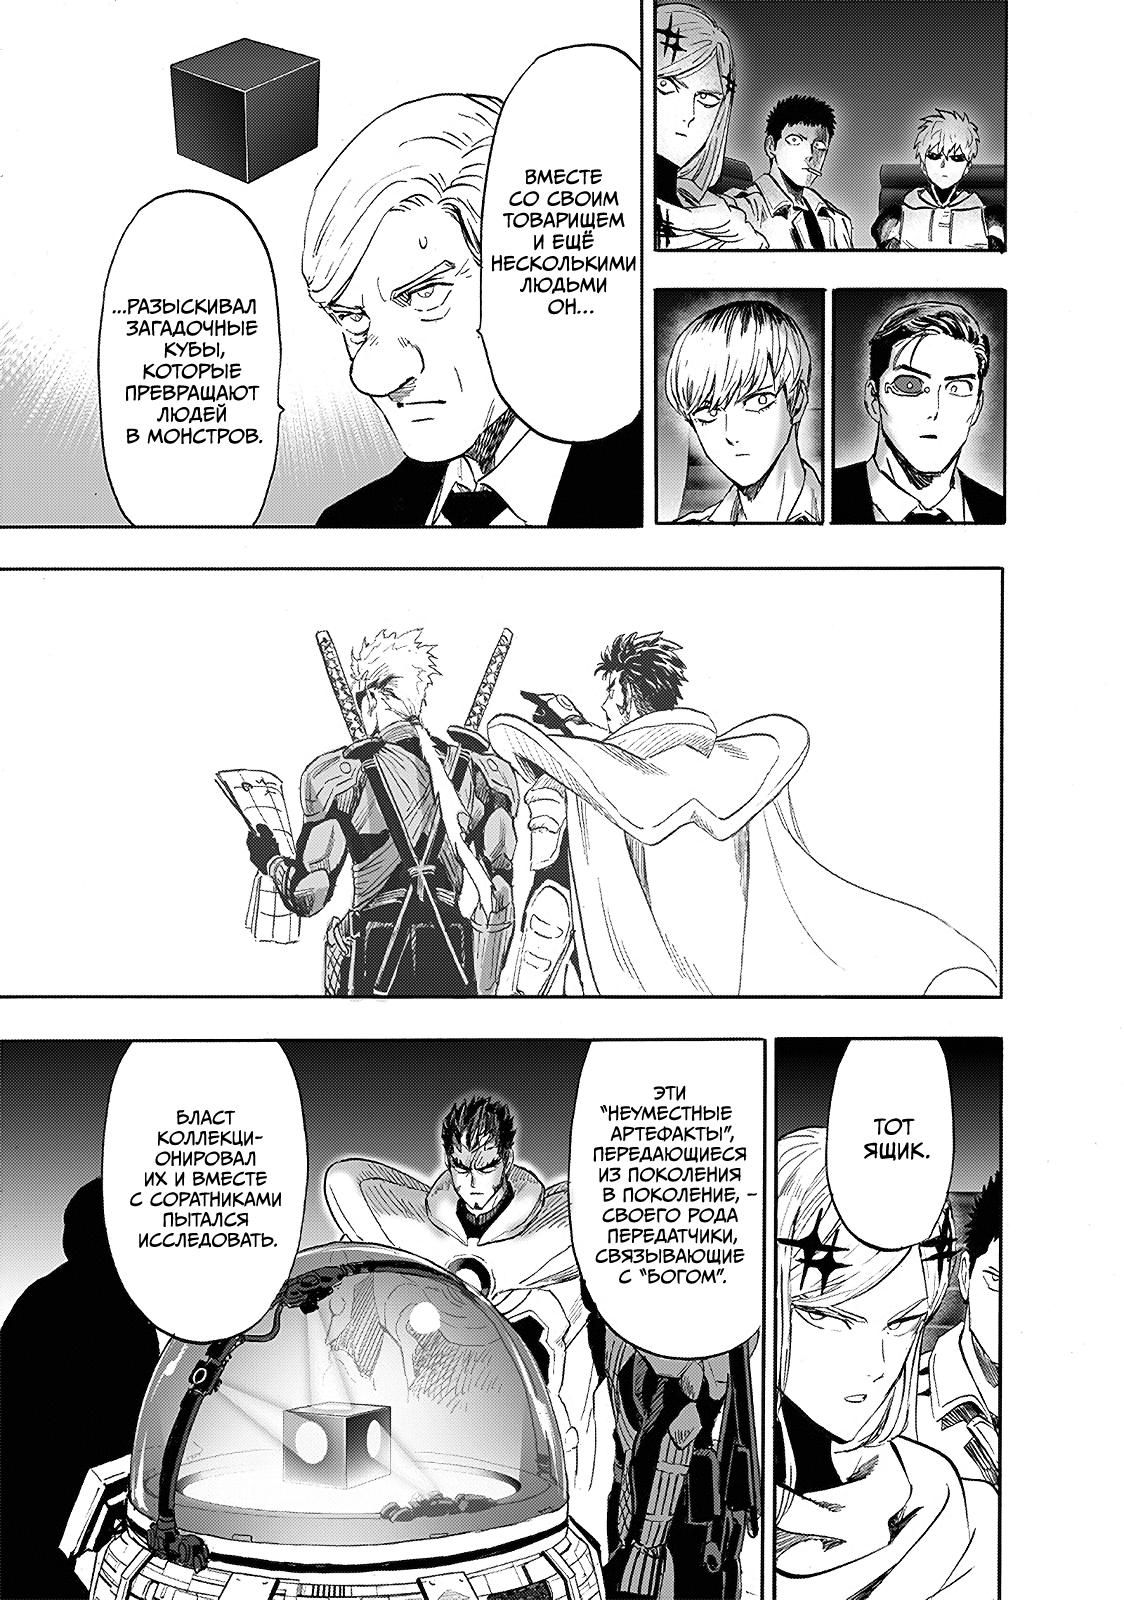 ВМЕСТЕ
СО СВОИМ
ТОВАРИЩЕМ
И ЕЩЁ
НЕСКОЛЬКИМИ
ЛЮДЬМИ
ОН...
...РАЗЫСКИВАЛ
ЗАГАДОЧНЫЕ
КУБЫ,
КОТОРЫЕ
ПРЕВРАЩАЮТ
ЛЮДЕЙ
В МОНСТРОВ.
ТОТ
ЯЩИК.
ЭТИ
"НЕУМЕСТНЫЕ
АРТЕФАКТЫ",
ПЕРЕДАЮЩИЕСЯ
ИЗ ПОКОЛЕНИЯ
В ПОКОЛЕНИЕ, –
СВОЕГО РОДА
ПЕРЕДАТЧИКИ,
СВЯЗЫВАЮЩИЕ
С "БОГОМ".
БЛАСТ
КОЛЛЕКЦИ-
ОНИРОВАЛ
ИХ И ВМЕСТЕ
С СОРАТНИКАМИ
ПЫТАЛСЯ
ИССЛЕДОВАТЬ.